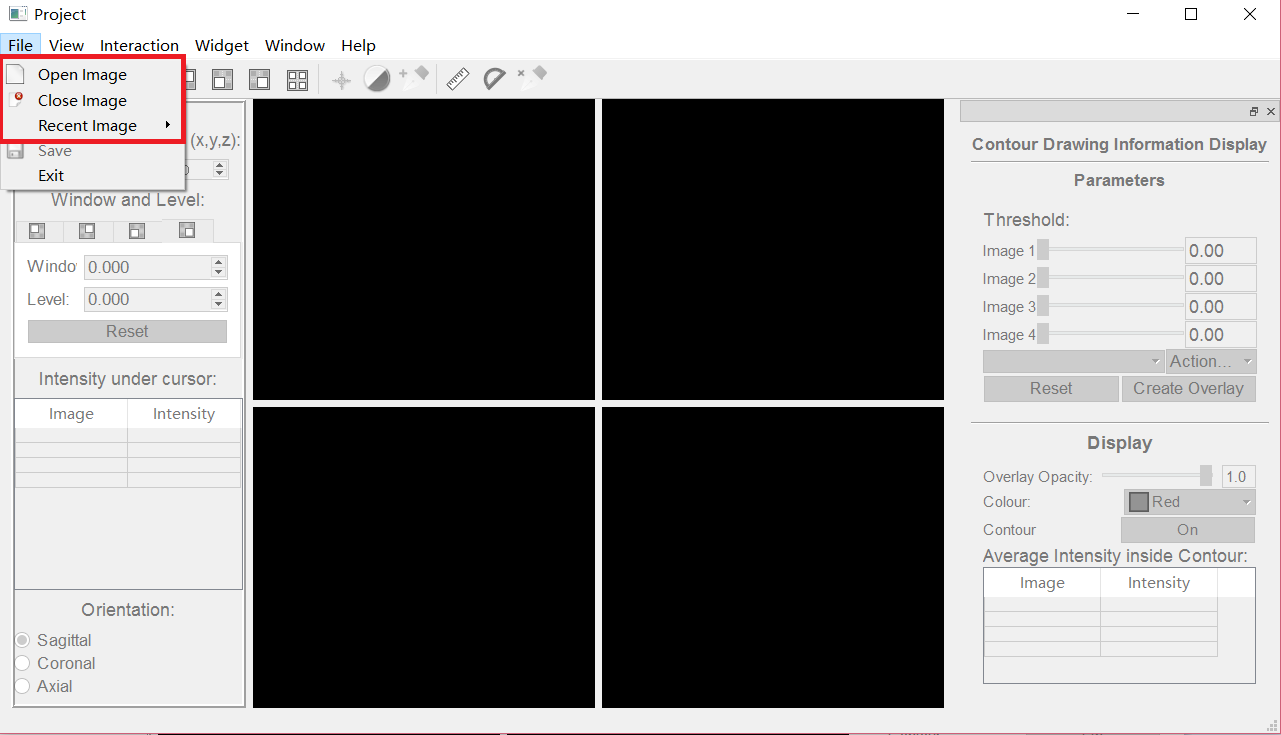 Project
File View Interaction Widget Window Help
Open Image
Close Image
Recent Image
Save
Exit
(x,y,z):
Window and Level:
Windo
0.000
Level:
0.000
Reset
Intensity under cursor:
Image Intensity
Orientation:
Sagittal
Coronal
Axial
Contour Drawing Information Display
Parameters
Threshold:
Image 1 0.00
Image 2 0.00
Image 3 0.00
Image 4 0.00
Action...
Reset Create Overlay
Display
Overlay Opacity: 1.0
Colour: Red
Contour On
Average Intensity inside Contour:
Image Intensity